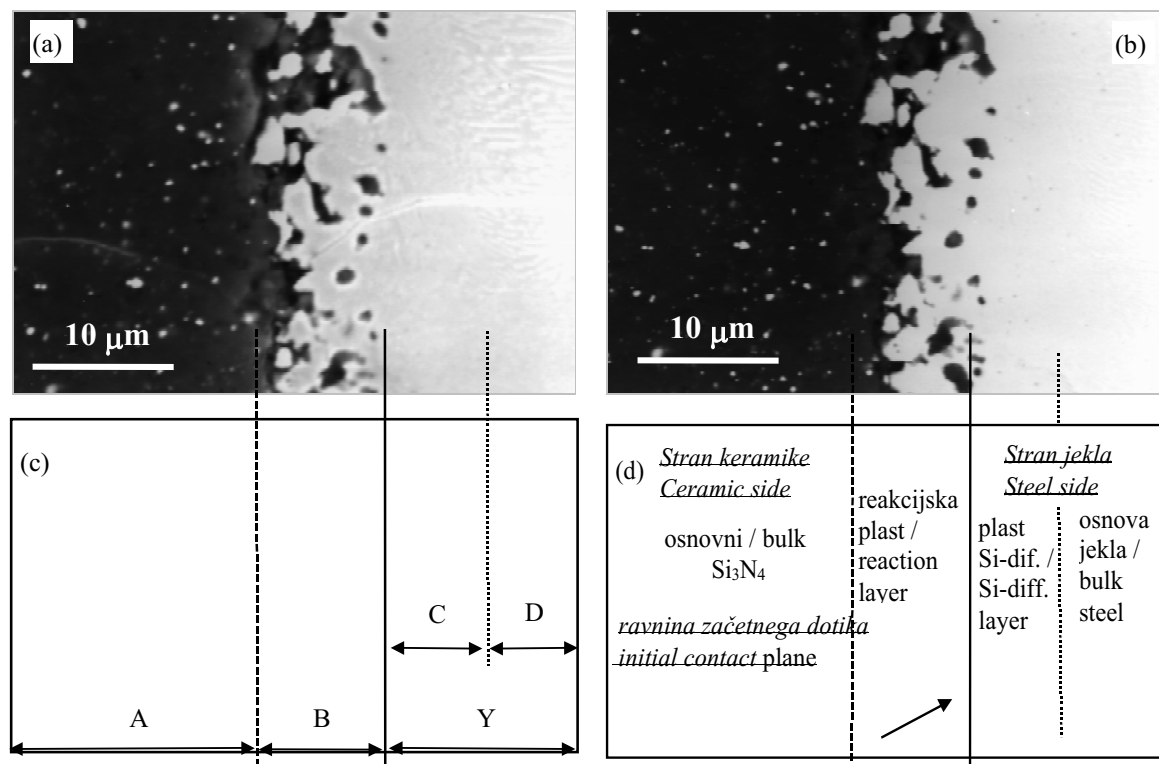 (a)
10 μm
(b)
10 μm
(c)
C
D
A
B
Y
(d)
Stran keramike
Ceramic side
osnovni / bulk
Si₃N₄
ravnina začetnega dotika
initial contact plane
reakcijska
plast /
reaction
layer
Stran jekla
Steel side
plast
Si-dif. /
Si-diff.
layer
osnova
jekla /
bulk
steel